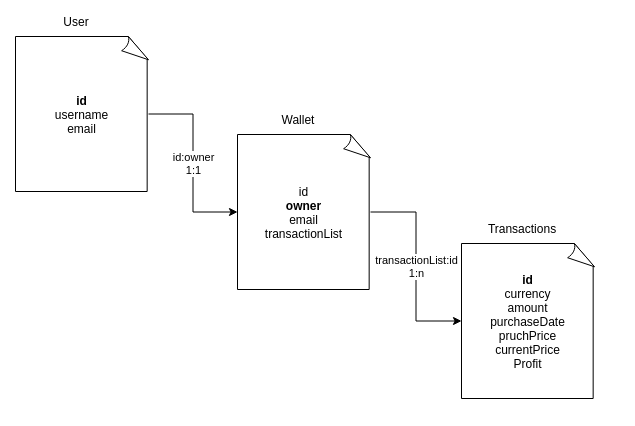 User
id
username
email
id:owner
1:1
Wallet
id
owner
email
transactionList
transactionList:id
1:n
Transactions
id
currency
amount
purchaseDate
pruchPrice
currentPrice
Profit